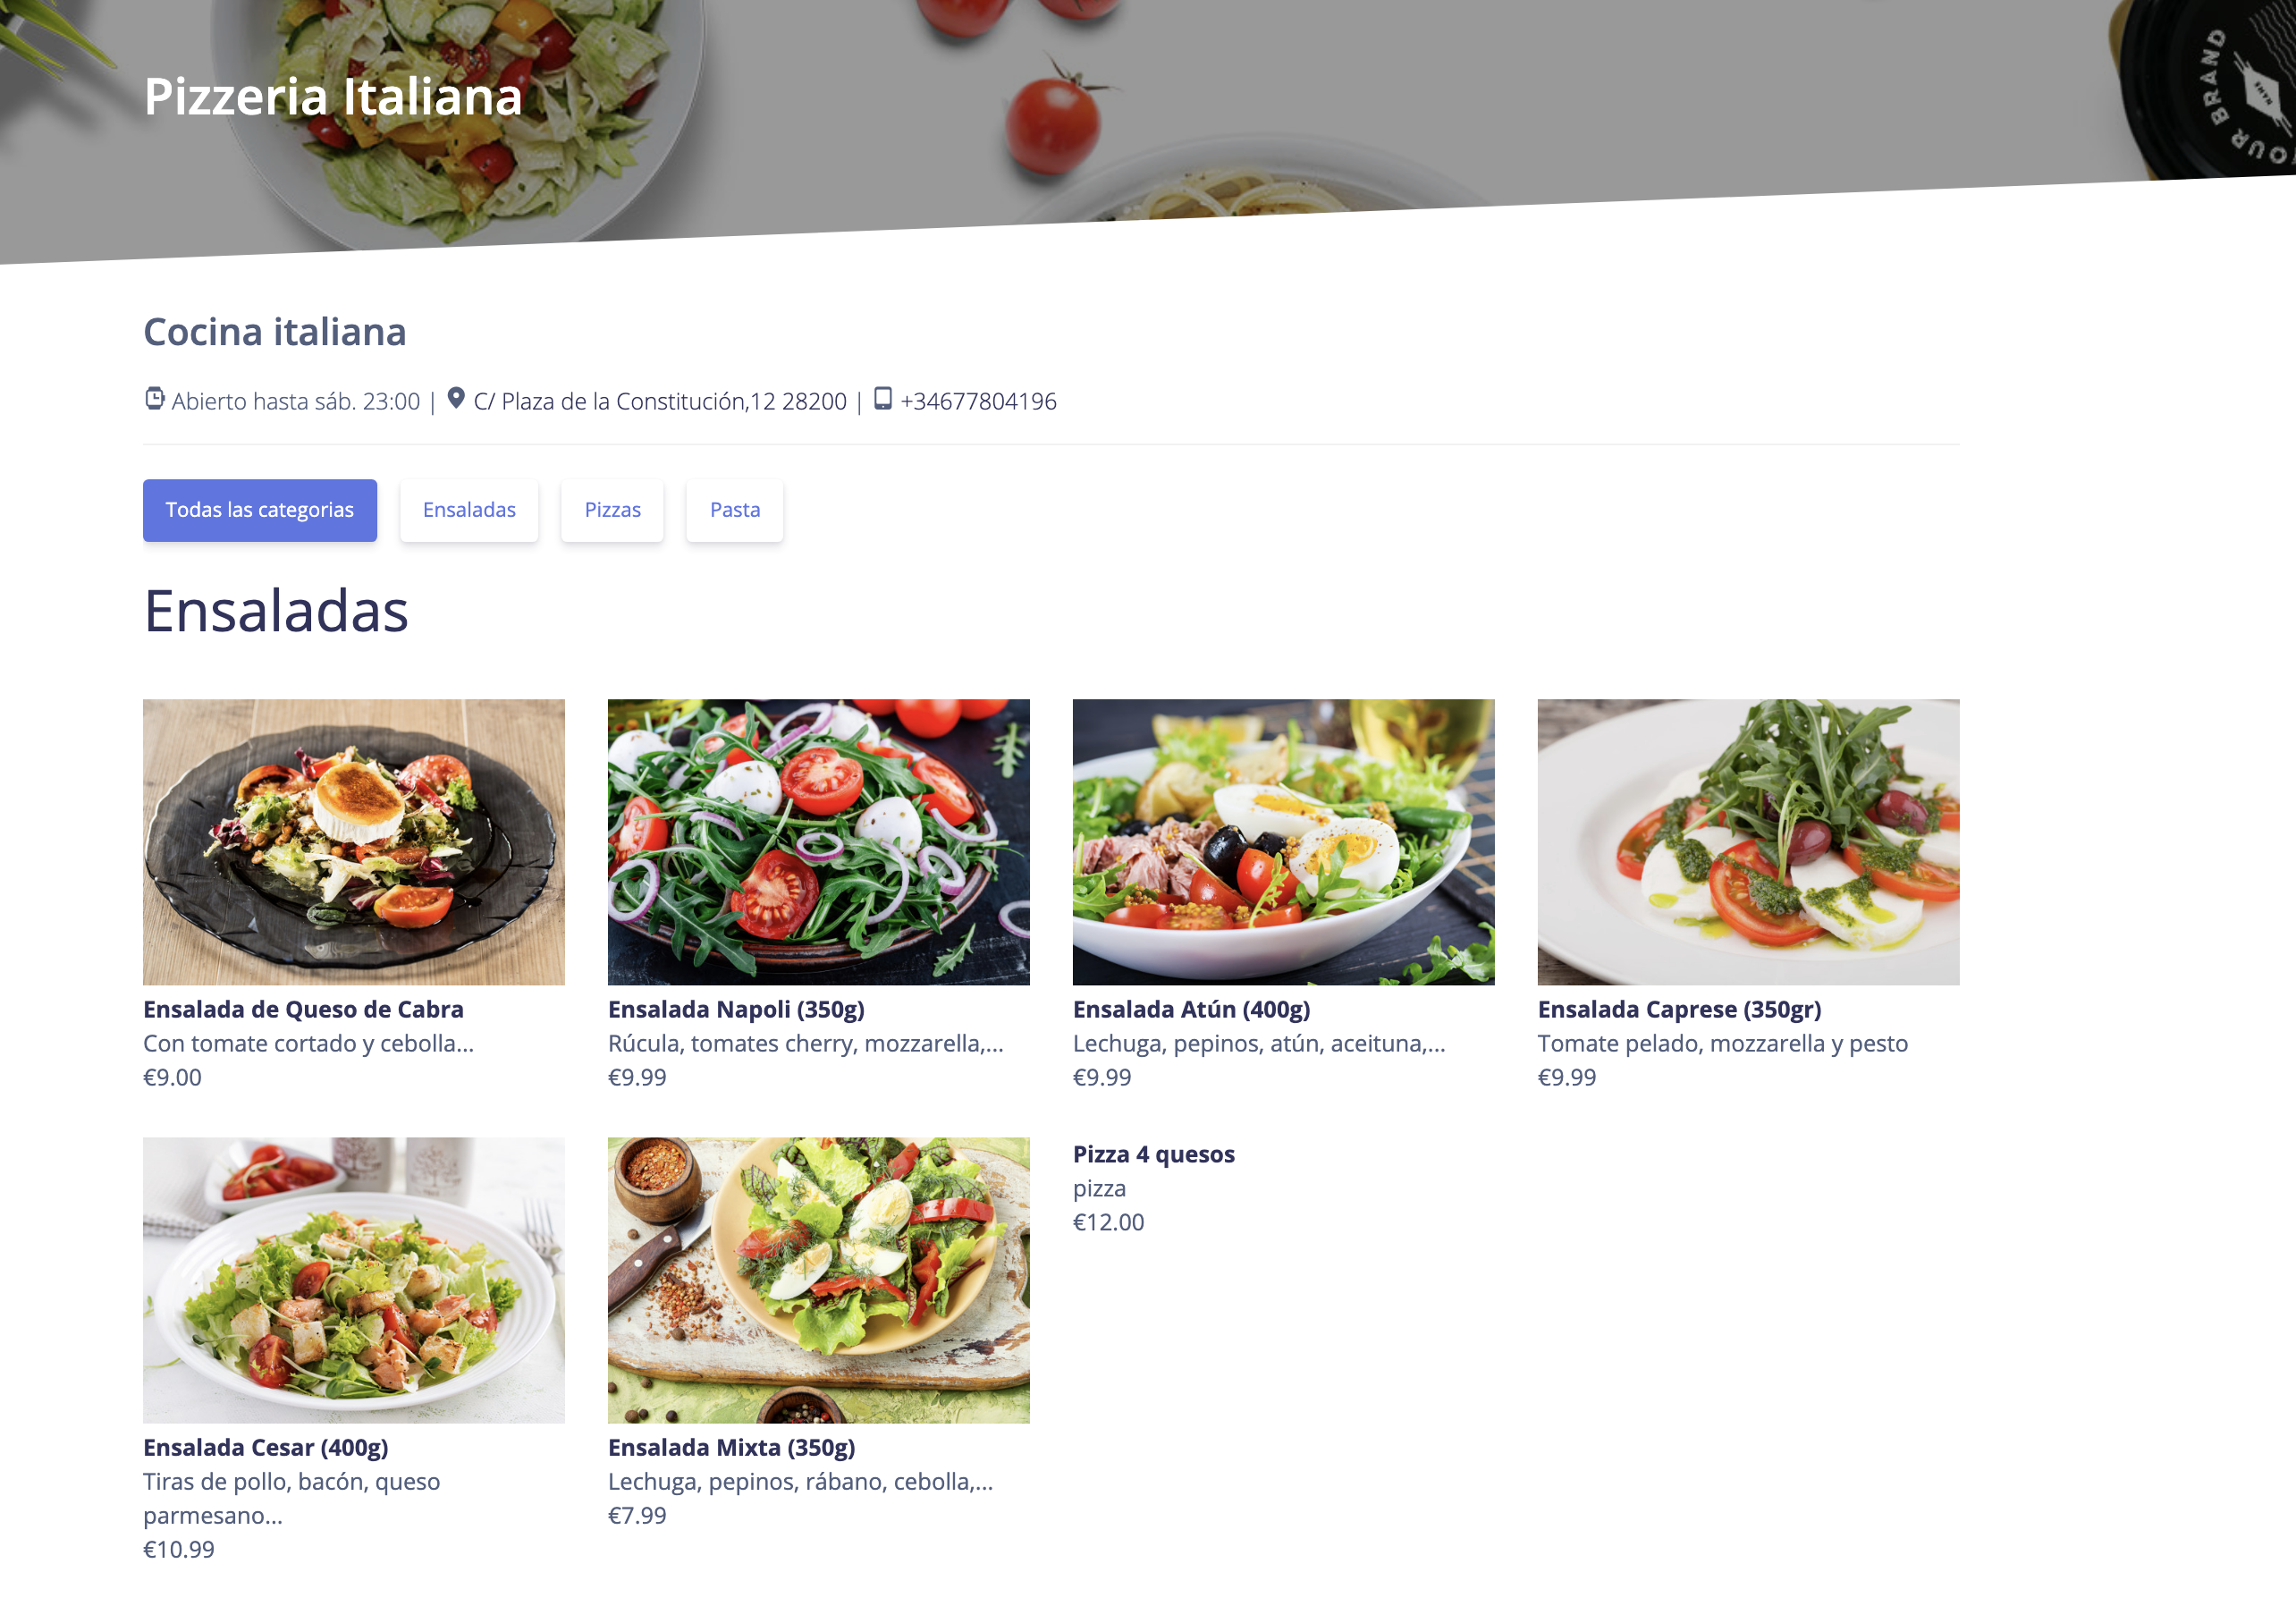 Pizzeria Italiana
YOUR BRAND
NAME
Cocina italiana
Abierto hasta sáb. 23:00 | C/ Plaza de la Constitución,12 28200 | +34677804196
Todas las categorias Ensaladas Pizzas Pasta
Ensaladas
Ensalada de Queso de Cabra
Con tomate cortado y cebolla...
€9.00
Ensalada Napoli (350g)
Rúcula, tomates cherry, mozzarella,...
€9.99
Ensalada Atún (400g)
Lechuga, pepinos, atún, aceituna,...
€9.99
Ensalada Caprese (350gr)
Tomate pelado, mozzarella y pesto
€9.99
Ensalada Cesar (400g)
Tiras de pollo, bacón, queso
parmesano...
€10.99
Ensalada Mixta (350g)
Lechuga, pepinos, rábano, cebolla,...
€7.99
Pizza 4 quesos
pizza
€12.00